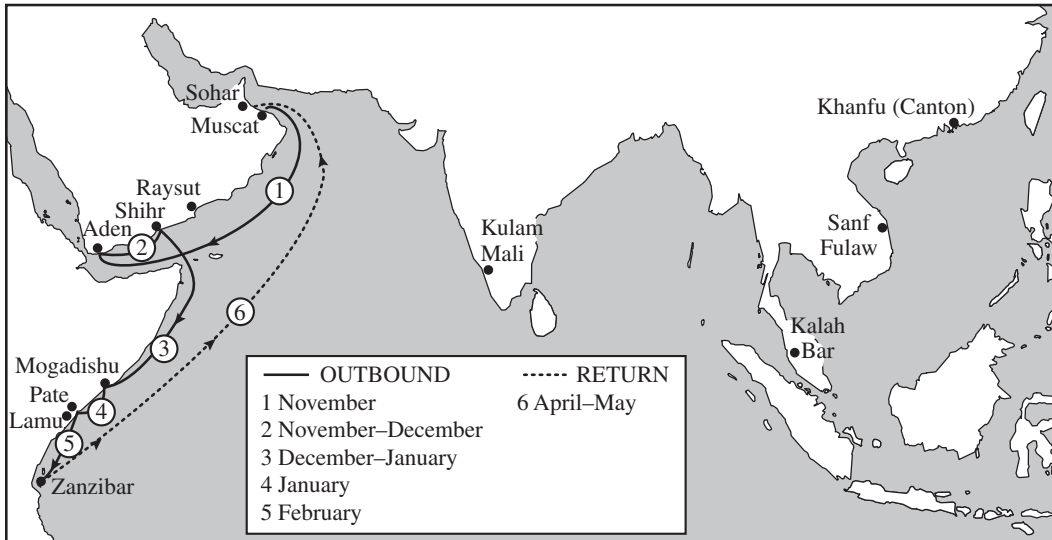 Sohar
Muscat
Khanfu (Canton)
Raysut
Shihr
Aden
1
2
Kulam
Mali
Sanf
Fulaw
6
3
Kalah
Bar
Mogadishu
Pate
Lamu
4
5
Zanzibar
OUTBOUND
1 November
2 November–December
3 December–January
4 January
5 February
RETURN
6 April–May